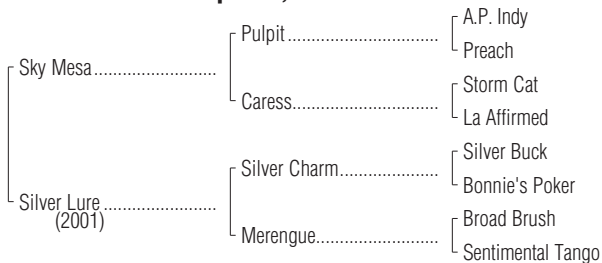 A.P. Indy
Pulpit
Preach
Sky Mesa
Storm Cat
Caress
La Affirmed
Silver Buck
Silver Charm
Bonnie's Poker
Silver Lure
(2001)
Broad Brush
Merengue
Sentimental Tango